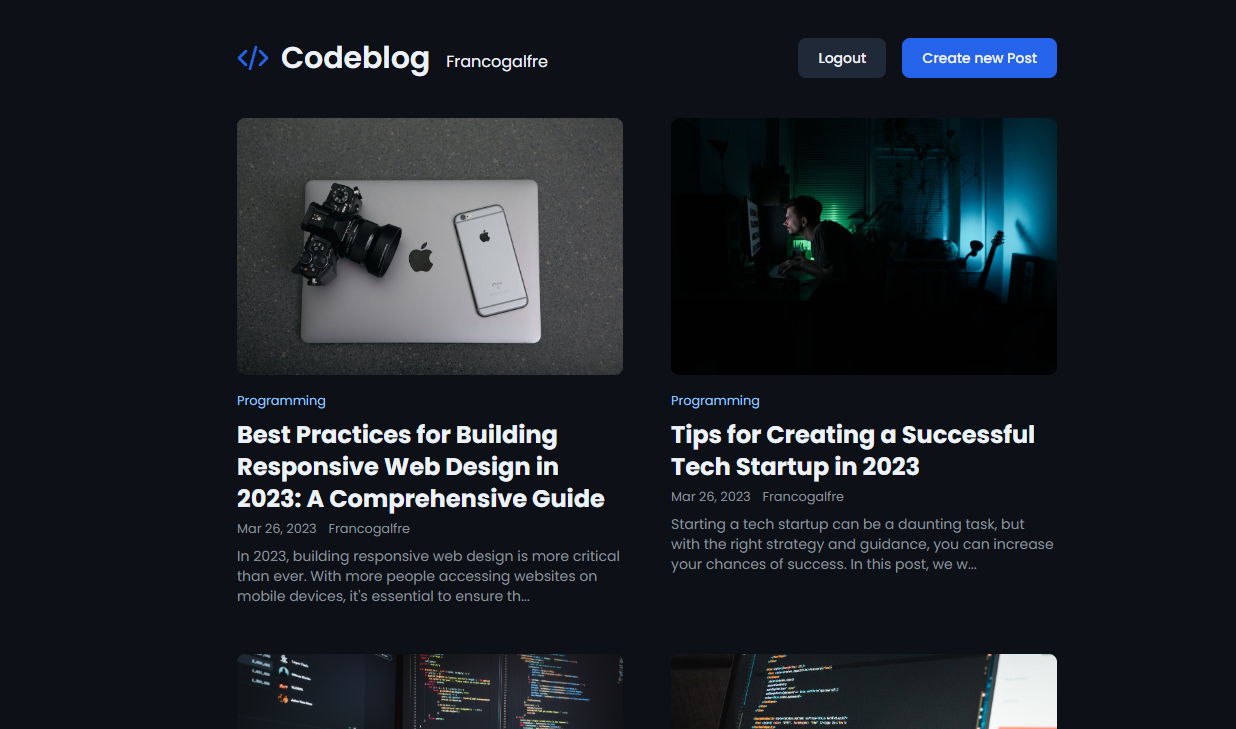 Codeblog Francogalfre Logout Create new Post
Programming
Best Practices for Building
Responsive Web Design in
2023: A Comprehensive Guide
Mar 26, 2023 Francogalfre
In 2023, building responsive web design is more critical
than ever. With more people accessing websites on
mobile devices, it's essential to ensure th...
Programming
Tips for Creating a Successful
Tech Startup in 2023
Mar 26, 2023 Francogalfre
Starting a tech startup can be a daunting task, but
with the right strategy and guidance, you can increase
your chances of success. In this post, we w...